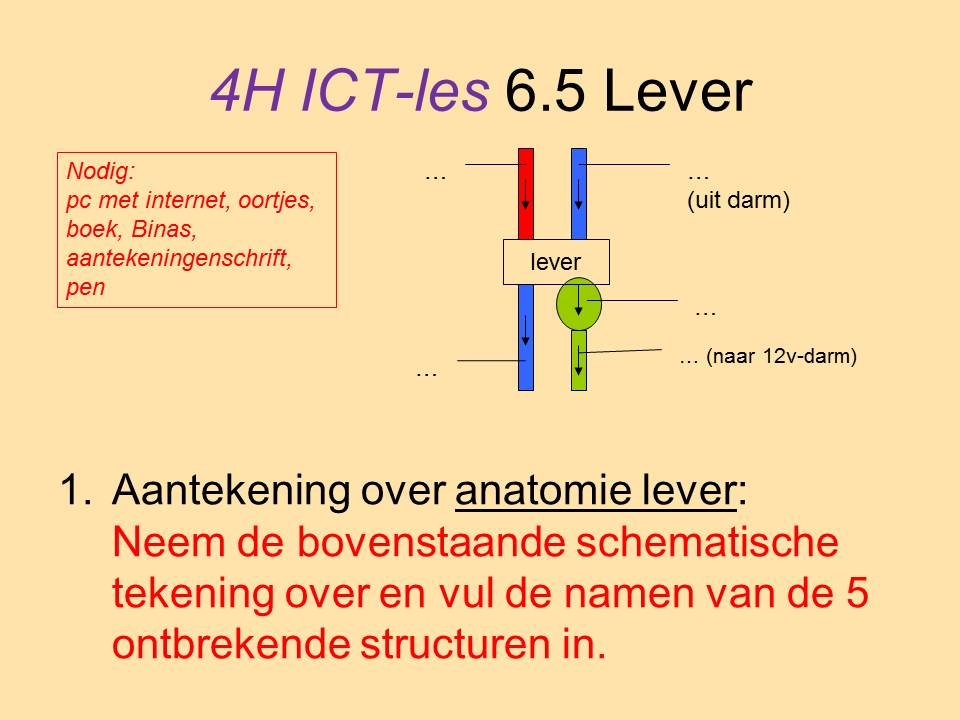 4H ICT-les 6.5 Lever
Nodig:
pc met internet, oortjes,
boek, Binas,
aantekeningenschrift,
pen
…
…
(uit darm)
lever
…
… (naar 12v-darm)
…
1. Aantekening over anatomie lever:
Neem de bovenstaande schematische
tekening over en vul de namen van de 5
ontbrekende structuren in.